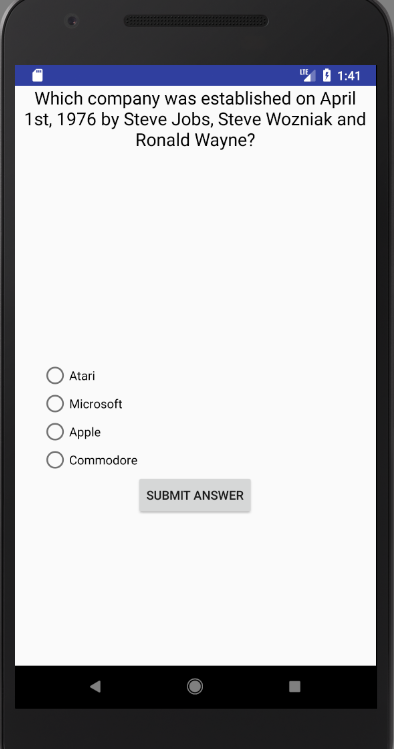 LTE 1:41
Which company was established on April
1st, 1976 by Steve Jobs, Steve Wozniak and
Ronald Wayne?
Atari
Microsoft
Apple
Commodore
SUBMIT ANSWER